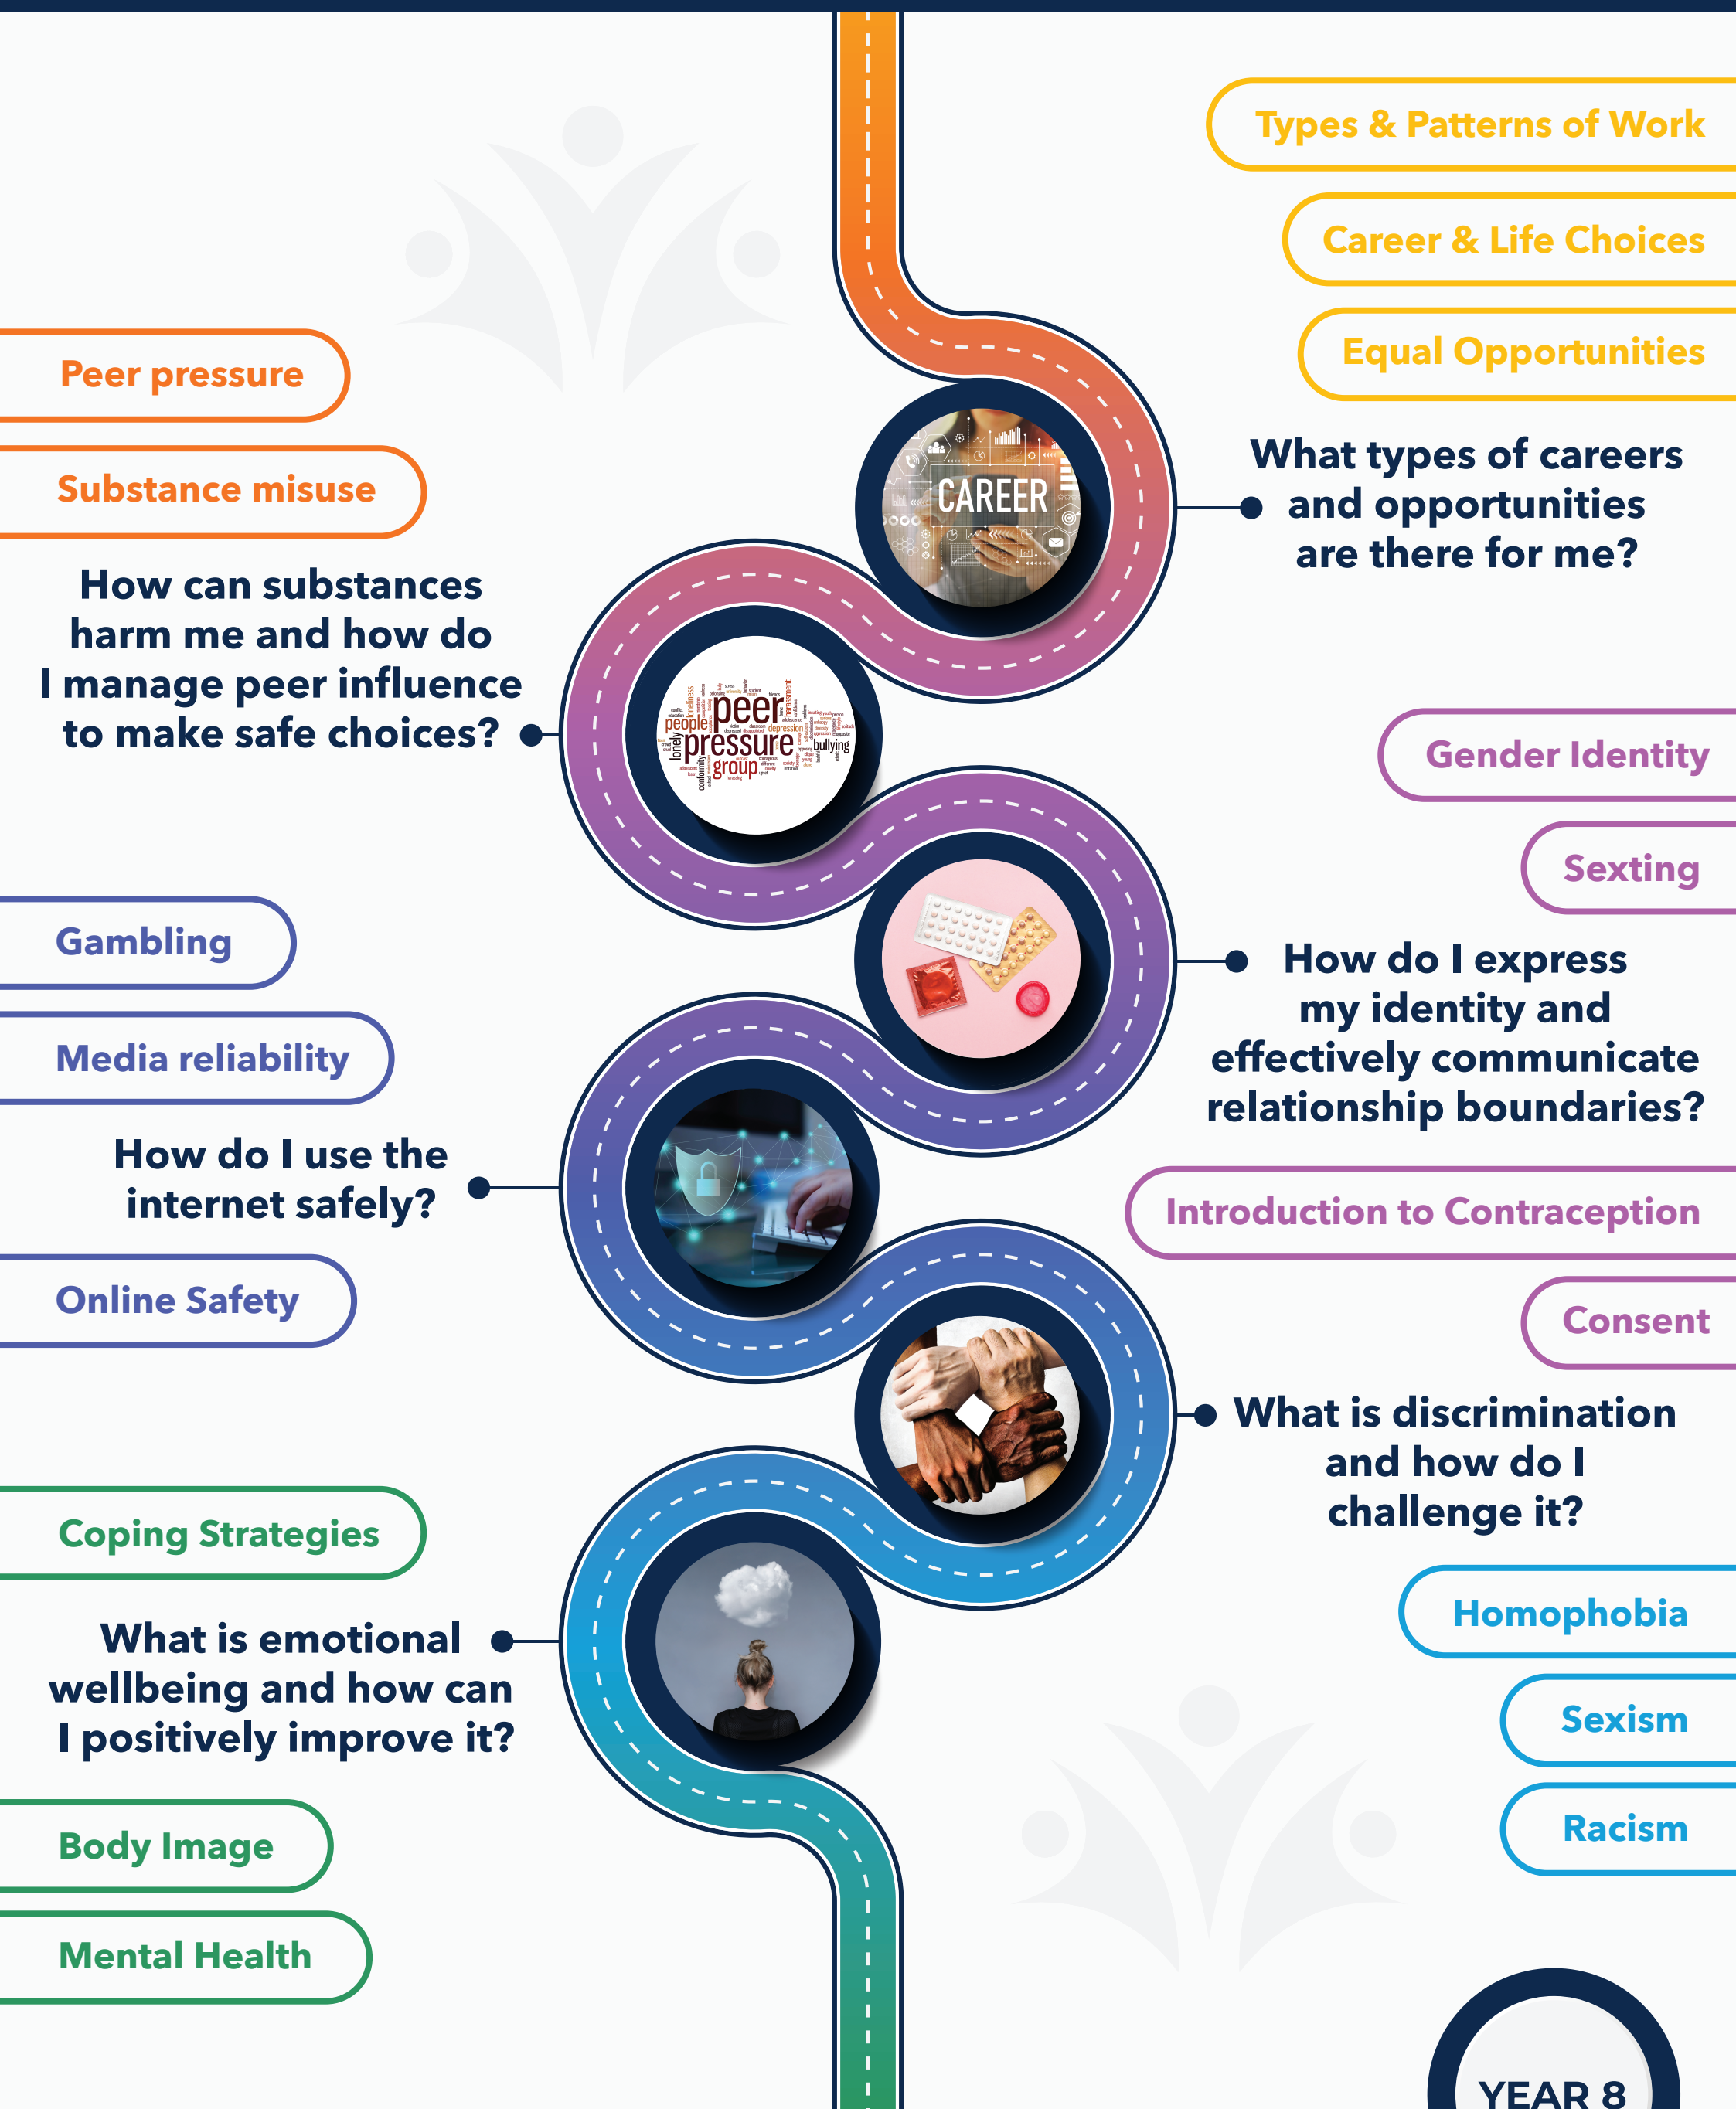 Types & Patterns of Work
Career & Life Choices
Equal Opportunities
What types of careers
and opportunities
are there for me?
CAREER
Peer pressure
Substance misuse
How can substances
harm me and how do
I manage peer influence
to make safe choices?
peer
people
pressure
group
lonely
loneliness
harassment
depression
bullying
conformity
Gender Identity
Sexting
How do I express
my identity and
effectively communicate
relationship boundaries?
Introduction to Contraception
Consent
Gambling
Media reliability
How do I use the
internet safely?
Online Safety
What is discrimination
and how do I
challenge it?
Homophobia
Sexism
Racism
Coping Strategies
What is emotional
wellbeing and how can
I positively improve it?
Body Image
Mental Health
YEAR 8